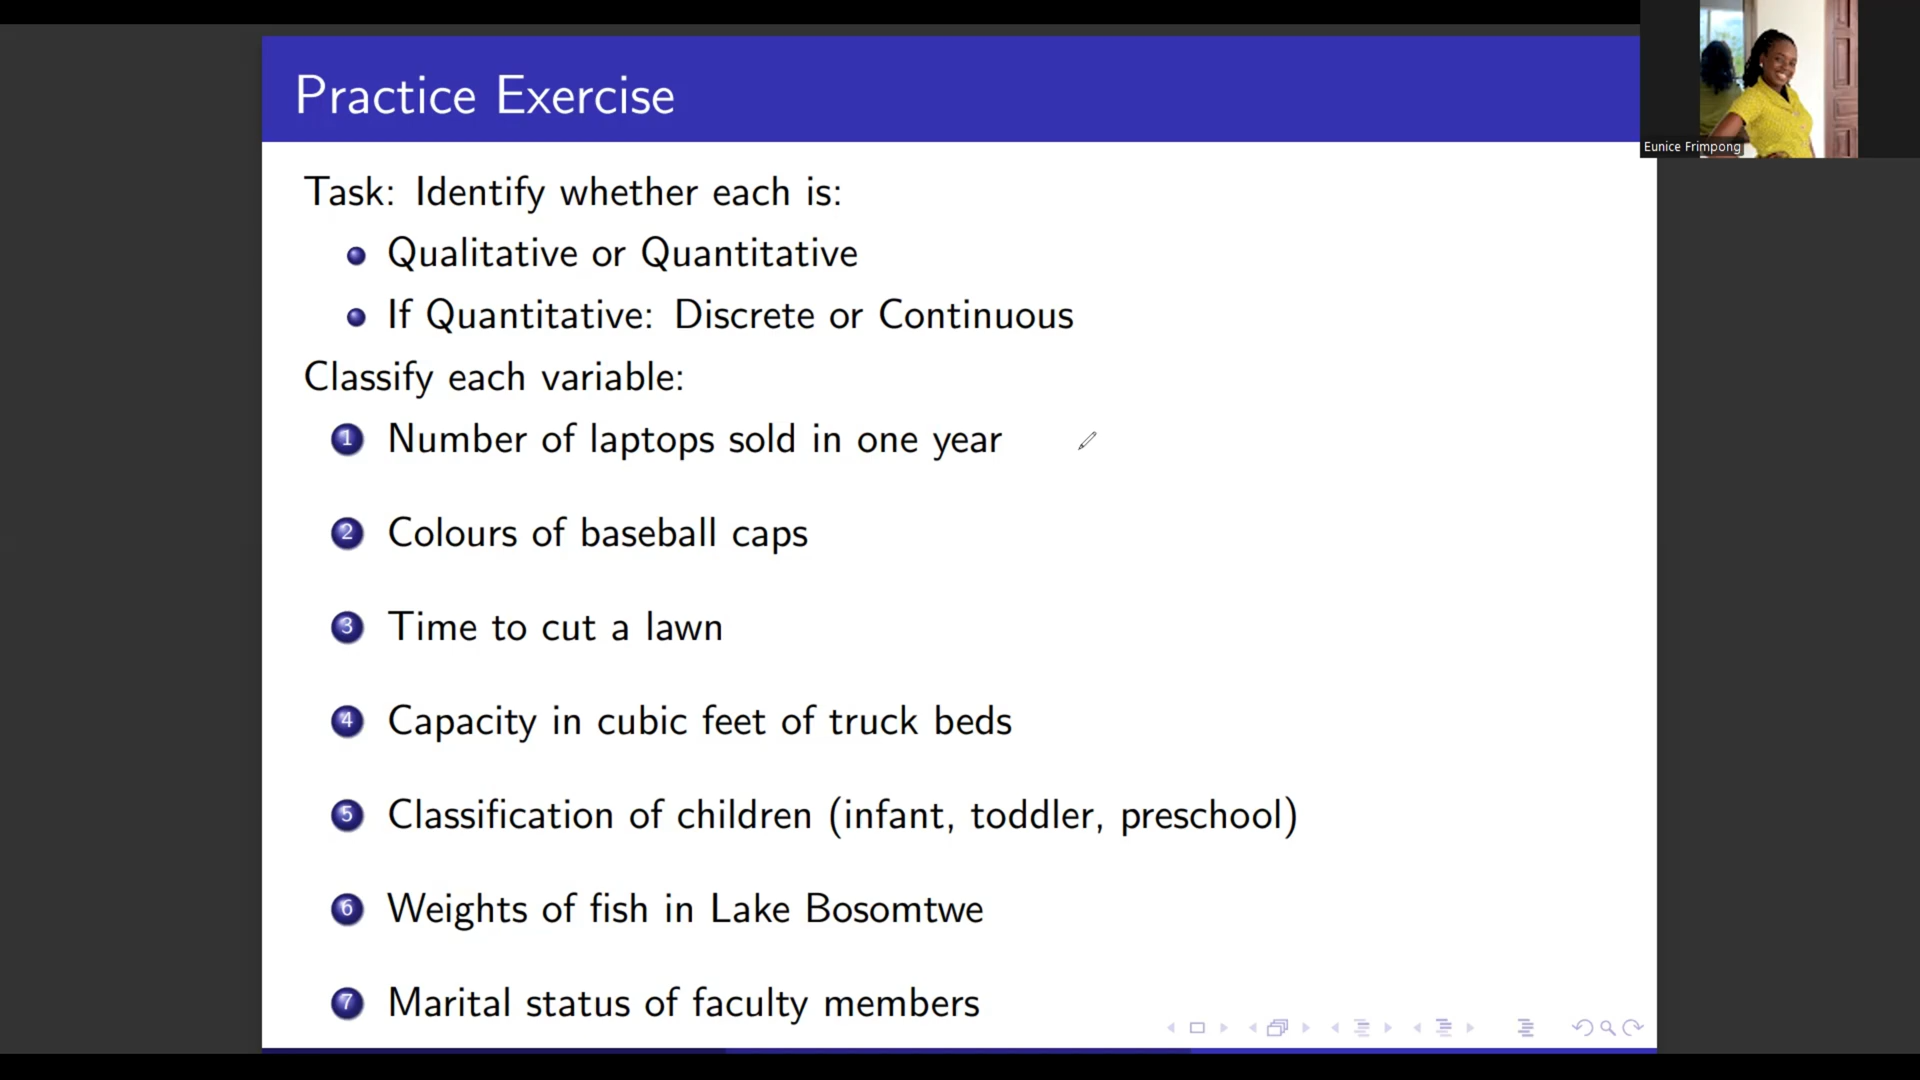 Practice Exercise
Eunice Frimpong
Task: Identify whether each is:
Qualitative or Quantitative
If Quantitative: Discrete or Continuous
Classify each variable:
1 Number of laptops sold in one year
2 Colours of baseball caps
3 Time to cut a lawn
4 Capacity in cubic feet of truck beds
5 Classification of children (infant, toddler, preschool)
6 Weights of fish in Lake Bosomtwe
7 Marital status of faculty members